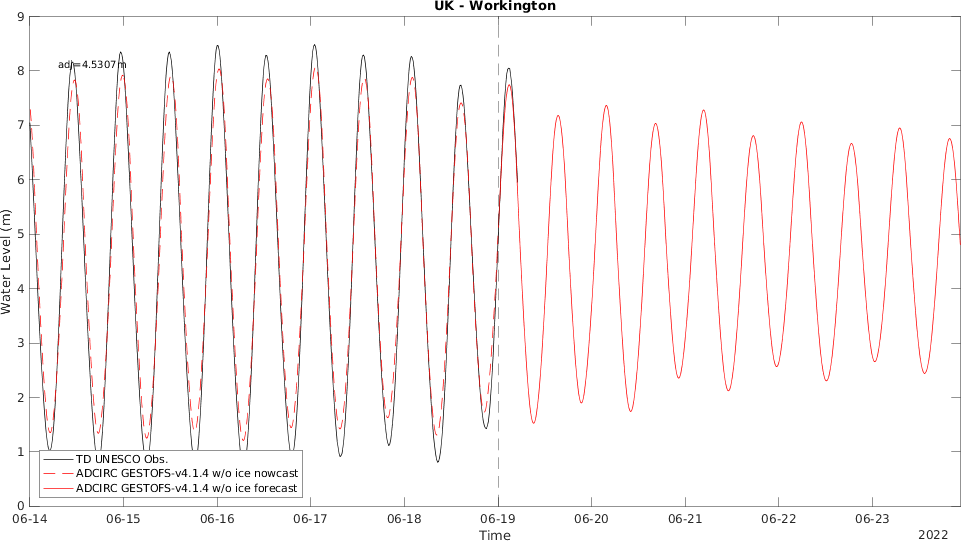 UK - Workington
adj=4.5307m
Water Level (m)
9
8
7
6
5
4
3
2
1
0
TD UNESCO Obs.
ADCIRC GESTOFS-v4.1.4 w/o ice nowcast
ADCIRC GESTOFS-v4.1.4 w/o ice forecast
06-14 06-15 06-16 06-17 06-18 06-19 06-20 06-21 06-22 06-23
Time
2022